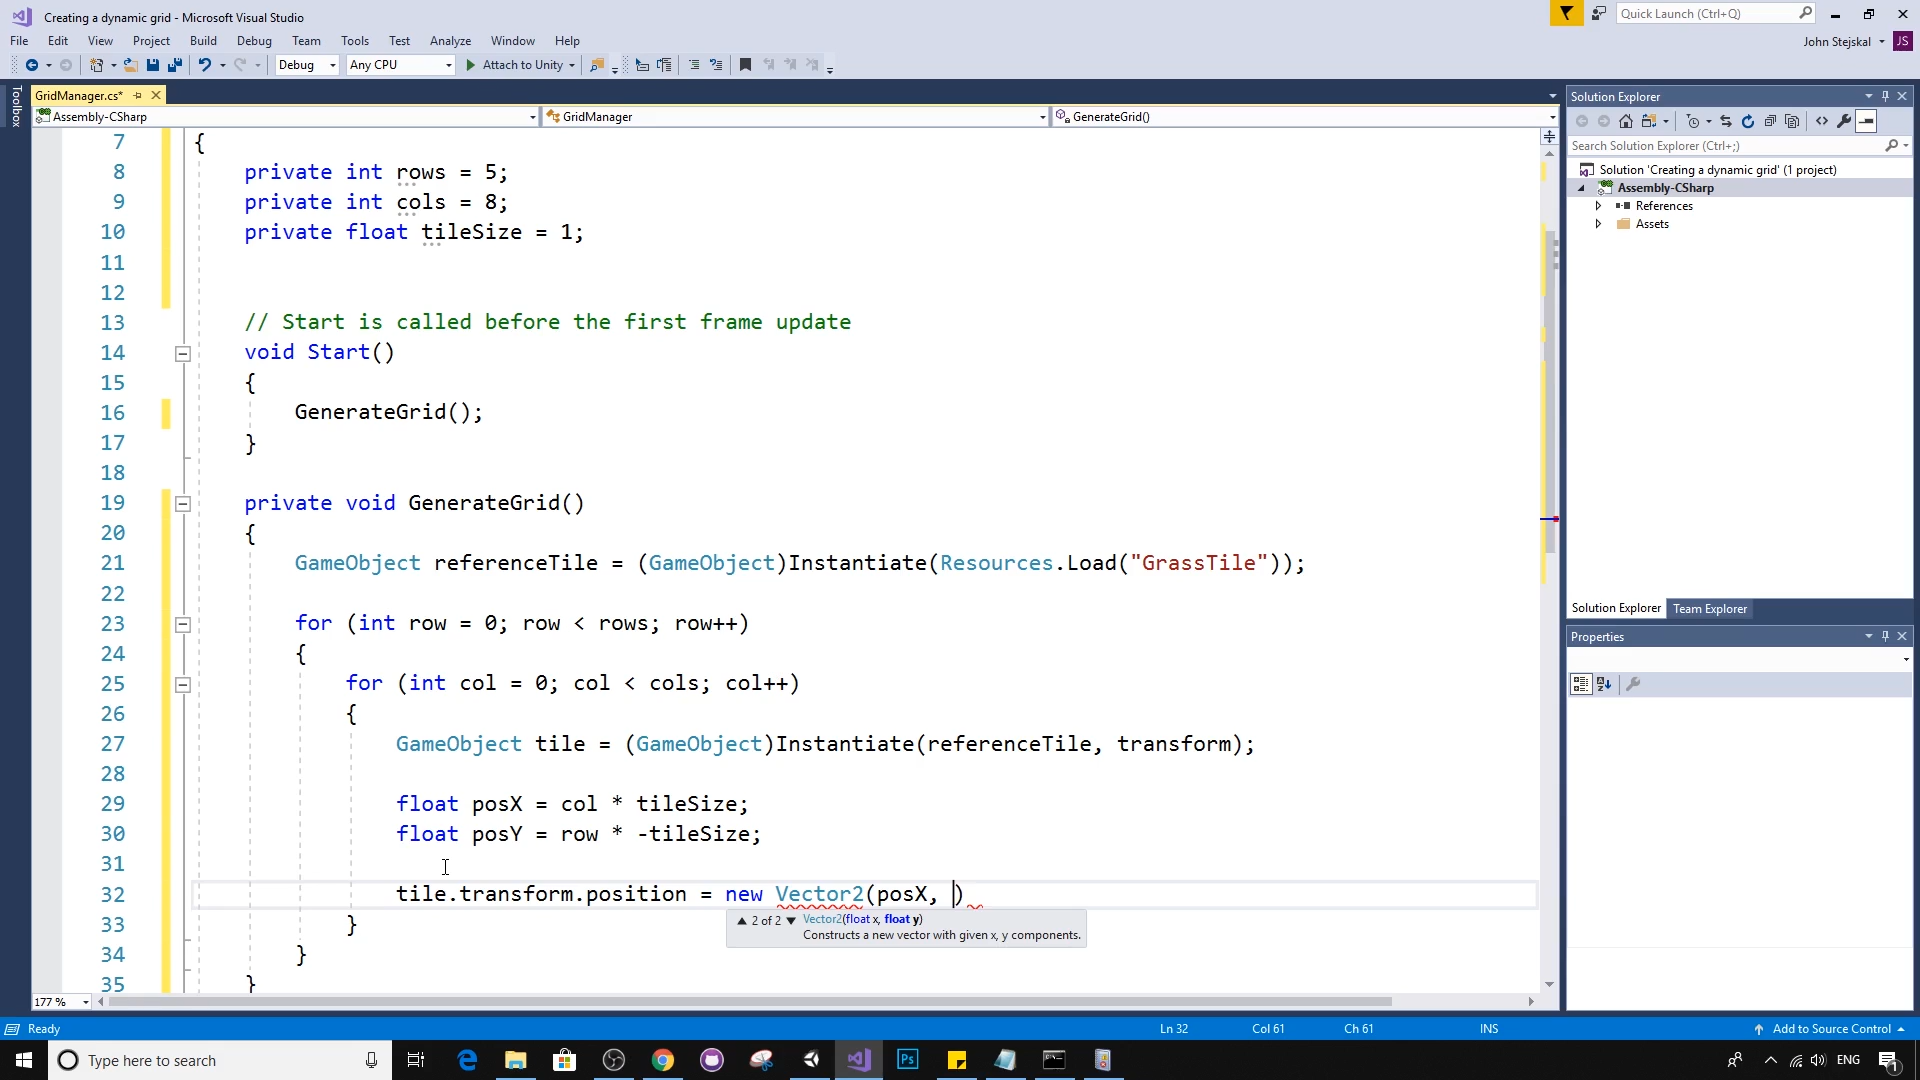 Creating a dynamic grid - Microsoft Visual Studio
Quick Launch (Ctrl+Q)
File Edit View Project Build Debug Team Tools Test Analyze Window Help
John Stejskal JS
Debug Any CPU Attach to Unity
Toolbox
GridManager.cs*
Assembly-CSharp GridManager GenerateGrid()
7 {
8 private int rows = 5;
9 private int cols = 8;
10 private float tileSize = 1;
11
12
13 // Start is called before the first frame update
14 void Start()
15 {
16 GenerateGrid();
17 }
18
19 private void GenerateGrid()
20 {
21 GameObject referenceTile = (GameObject)Instantiate(Resources.Load("GrassTile"));
22
23 for (int row = 0; row < rows; row++)
24 {
25 for (int col = 0; col < cols; col++)
26 {
27 GameObject tile = (GameObject)Instantiate(referenceTile, transform);
28
29 float posX = col * tileSize;
30 float posY = row * -tileSize;
31
32 tile.transform.position = new Vector2(posX, )
33 }
34 }
35 }
2 of 2 Vector2(float x, float y)
Constructs a new vector with given x, y components.
177 %
Solution Explorer
Search Solution Explorer (Ctrl+;)
Solution 'Creating a dynamic grid' (1 project)
Assembly-CSharp
References
Assets
Solution Explorer Team Explorer
Properties
Ready Ln 32 Col 61 Ch 61 INS Add to Source Control
Type here to search
Ps
ENG
1